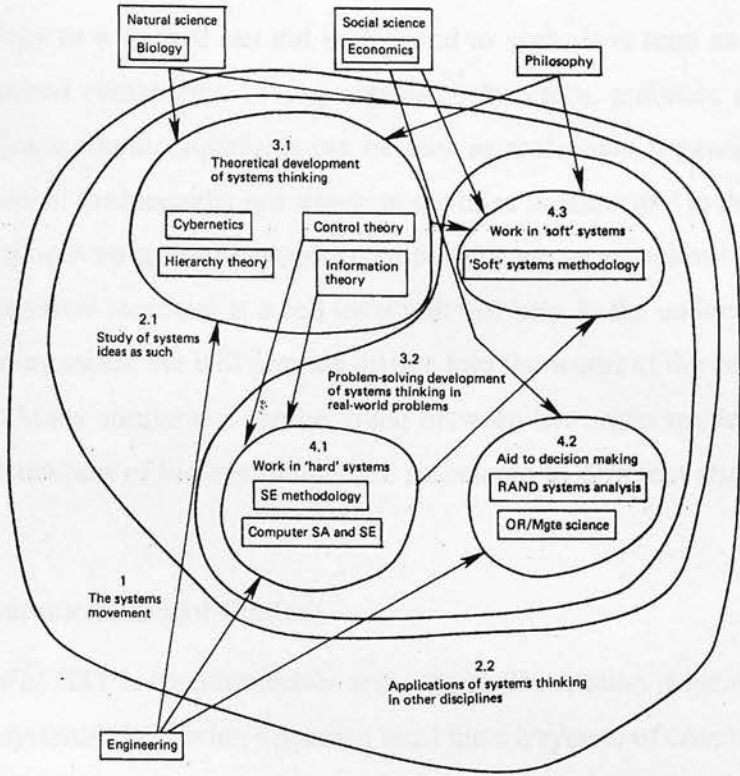 Natural science
Biology
Social science
Economics
Philosophy
3.1
Theoretical development
of systems thinking
Cybernetics
Hierarchy theory
Control theory
Information
theory
4.3
Work in 'soft' systems
'Soft' systems methodology
2.1
Study of systems
ideas as such
3.2
Problem-solving development
of systems thinking in
real-world problems
4.1
Work in 'hard' systems
SE methodology
Computer SA and SE
4.2
Aid to decision making
RAND systems analysis
OR/Mgte science
1
The systems
movement
2.2
Applications of systems thinking
in other disciplines
Engineering